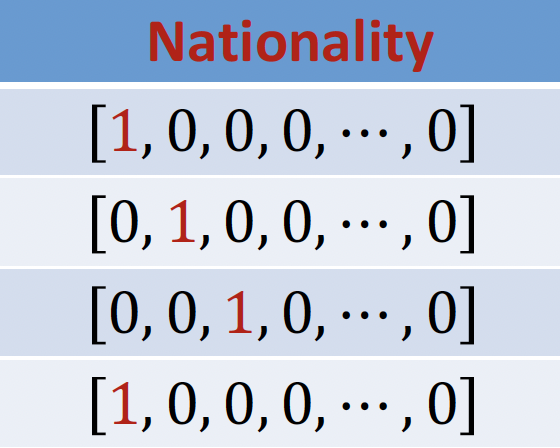 Nationality
[1, 0, 0, 0, ⋯, 0]
[0, 1, 0, 0, ⋯, 0]
[0, 0, 1, 0, ⋯, 0]
[1, 0, 0, 0, ⋯, 0]